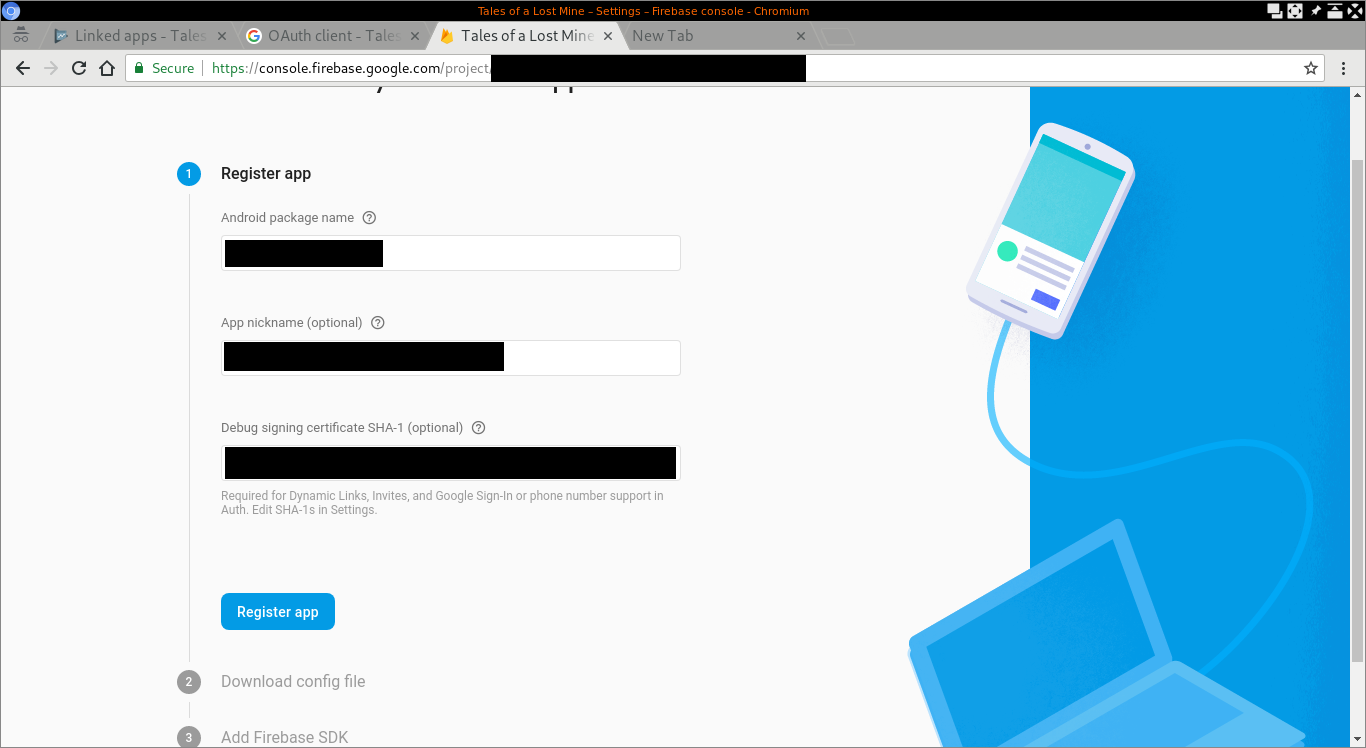 Tales of a Lost Mine – Settings – Firebase console - Chromium
Linked apps - Tales
OAuth client - Tales
Tales of a Lost Mine
New Tab
Secure
https://console.firebase.google.com/project/
1
Register app
Android package name ?
App nickname (optional) ?
Debug signing certificate SHA-1 (optional) ?
Required for Dynamic Links, Invites, and Google Sign-In or phone number support in
Auth. Edit SHA-1s in Settings.
Register app
2
Download config file
3
Add Firebase SDK